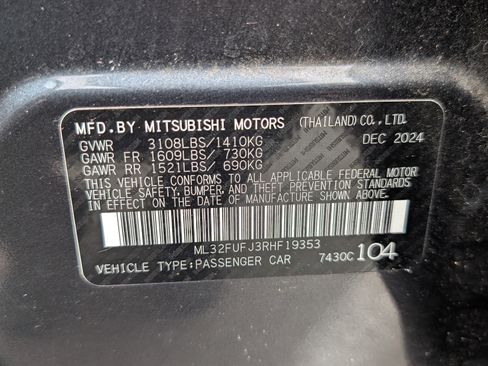 MFD.BY MITSUBISHI MOTORS (THAILAND) CO., LTD.
GVWR 3108LBS/1410KG DEC 2024
GAWR FR 1609LBS/ 730KG
GAWR RR 1521LBS/ 690KG
THIS VEHICLE CONFORMS TO ALL APPLICABLE FEDERAL MOTOR
VEHICLE SAFETY, BUMPER, AND THEFT PREVENTION STANDARDS
IN EFFECT ON THE DATE OF MANUFACTURE SHOWN ABOVE.
ML32FUFJ3RHF19353
VEHICLE TYPE:PASSENGER CAR 7430C 104